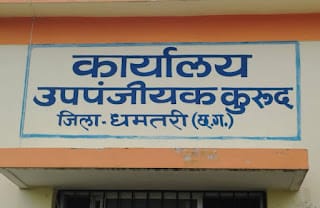 कार्यालय
उपपंजीयक कुरूद
जिला - धमतरी (छ.ग.)